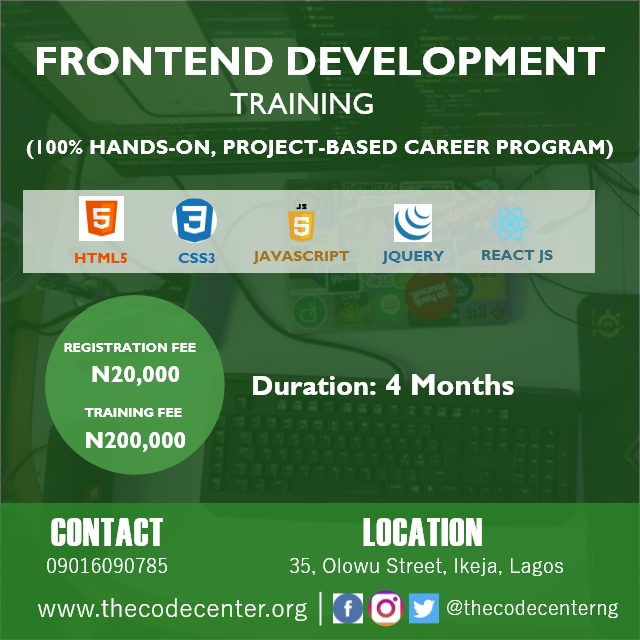 FRONTEND DEVELOPMENT
TRAINING
(100% HANDS-ON, PROJECT-BASED CAREER PROGRAM)
JS
HTML5 CSS3 JAVASCRIPT JQUERY REACT JS
REGISTRATION FEE
N20,000
TRAINING FEE
N200,000
Duration: 4 Months
CONTACT
09016090785
LOCATION
35, Olowu Street, Ikeja, Lagos
www.thecodecenter.org | @thecodecenterng